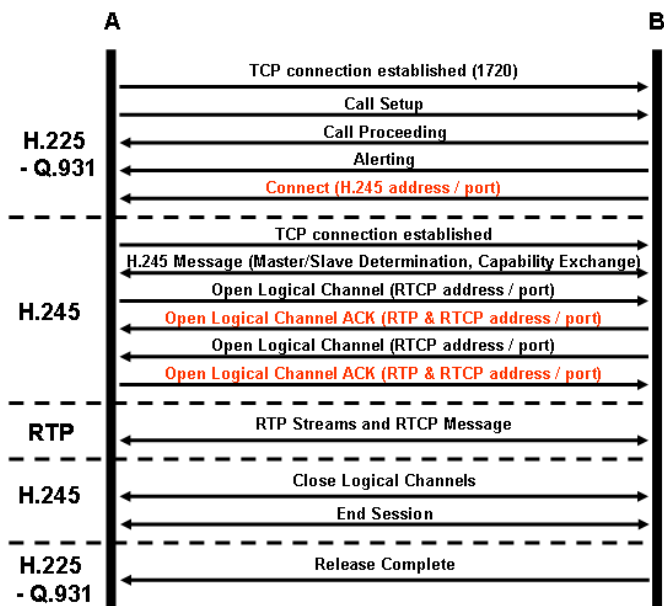 A B
TCP connection established (1720)
Call Setup
Call Proceeding
H.225
- Q.931
Alerting
Connect (H.245 address / port)
TCP connection established
H.245 Message (Master/Slave Determination, Capability Exchange)
Open Logical Channel (RTCP address / port)
H.245
Open Logical Channel ACK (RTP & RTCP address / port)
Open Logical Channel (RTCP address / port)
Open Logical Channel ACK (RTP & RTCP address / port)
RTP
RTP Streams and RTCP Message
Close Logical Channels
H.245
End Session
H.225
- Q.931
Release Complete